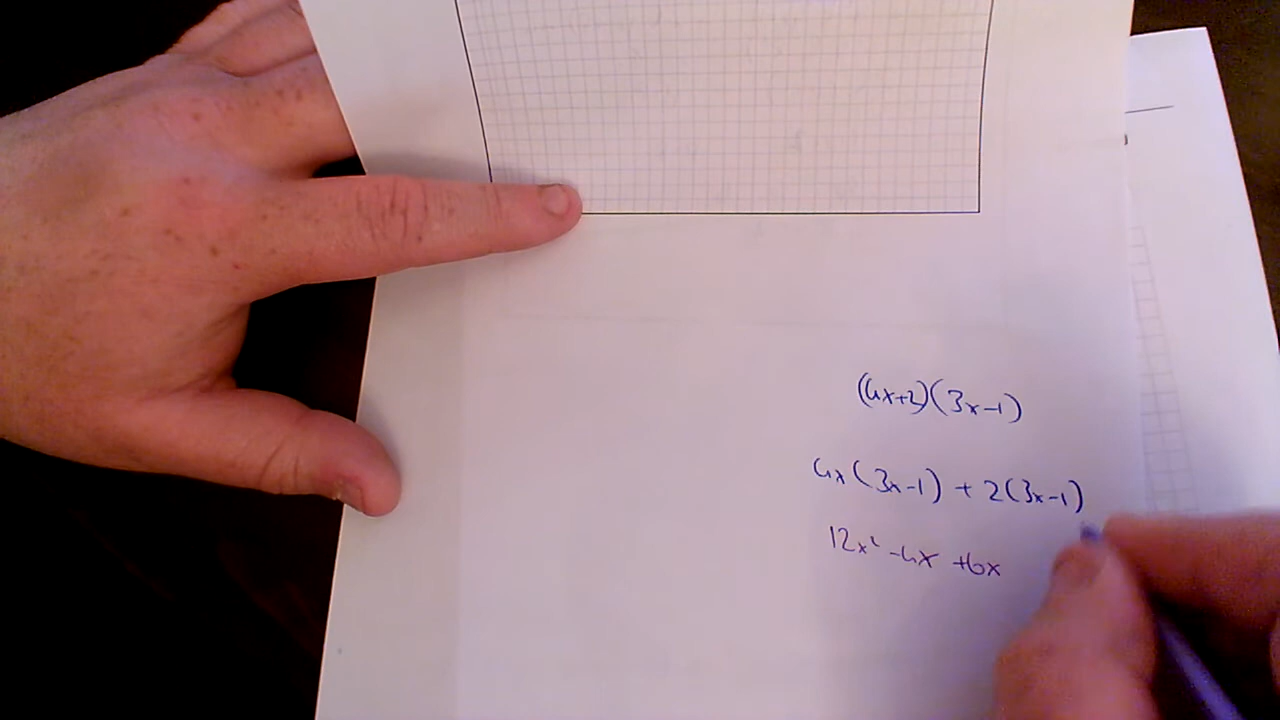 (4x+2)(3x-1)
4x(3x-1) + 2(3x-1)
12x² -4x +6x